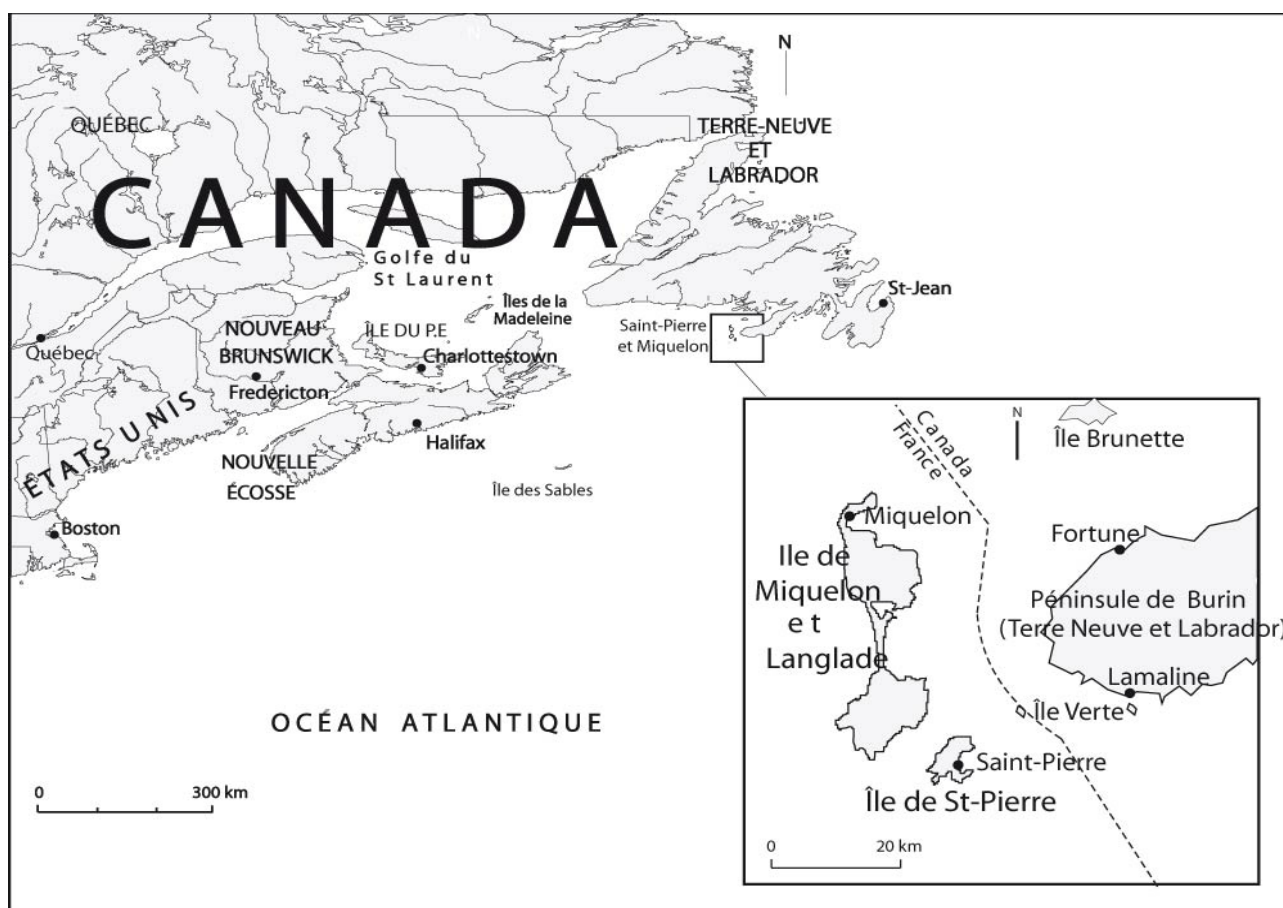 N
QUÉBEC
TERRE-NEUVE
ET
LABRADOR
CANADA
Golfe du
St Laurent
St-Jean
Îles de la
Madeleine
NOUVEAU
BRUNSWICK
ÎLE DU P.E
Saint-Pierre
et Miquelon
Québec
Charlottestown
Fredericton
ÉTATS UNIS
Halifax
NOUVELLE
ÉCOSSE
Île des Sables
Boston
OCÉAN ATLANTIQUE
0 300 km
N
Canada
France
Île Brunette
Miquelon
Fortune
Ile de
Miquelon
et
Langlade
Péninsule de Burin
(Terre Neuve et Labrador)
Lamaline
Île Verte
Saint-Pierre
Île de St-Pierre
0 20 km